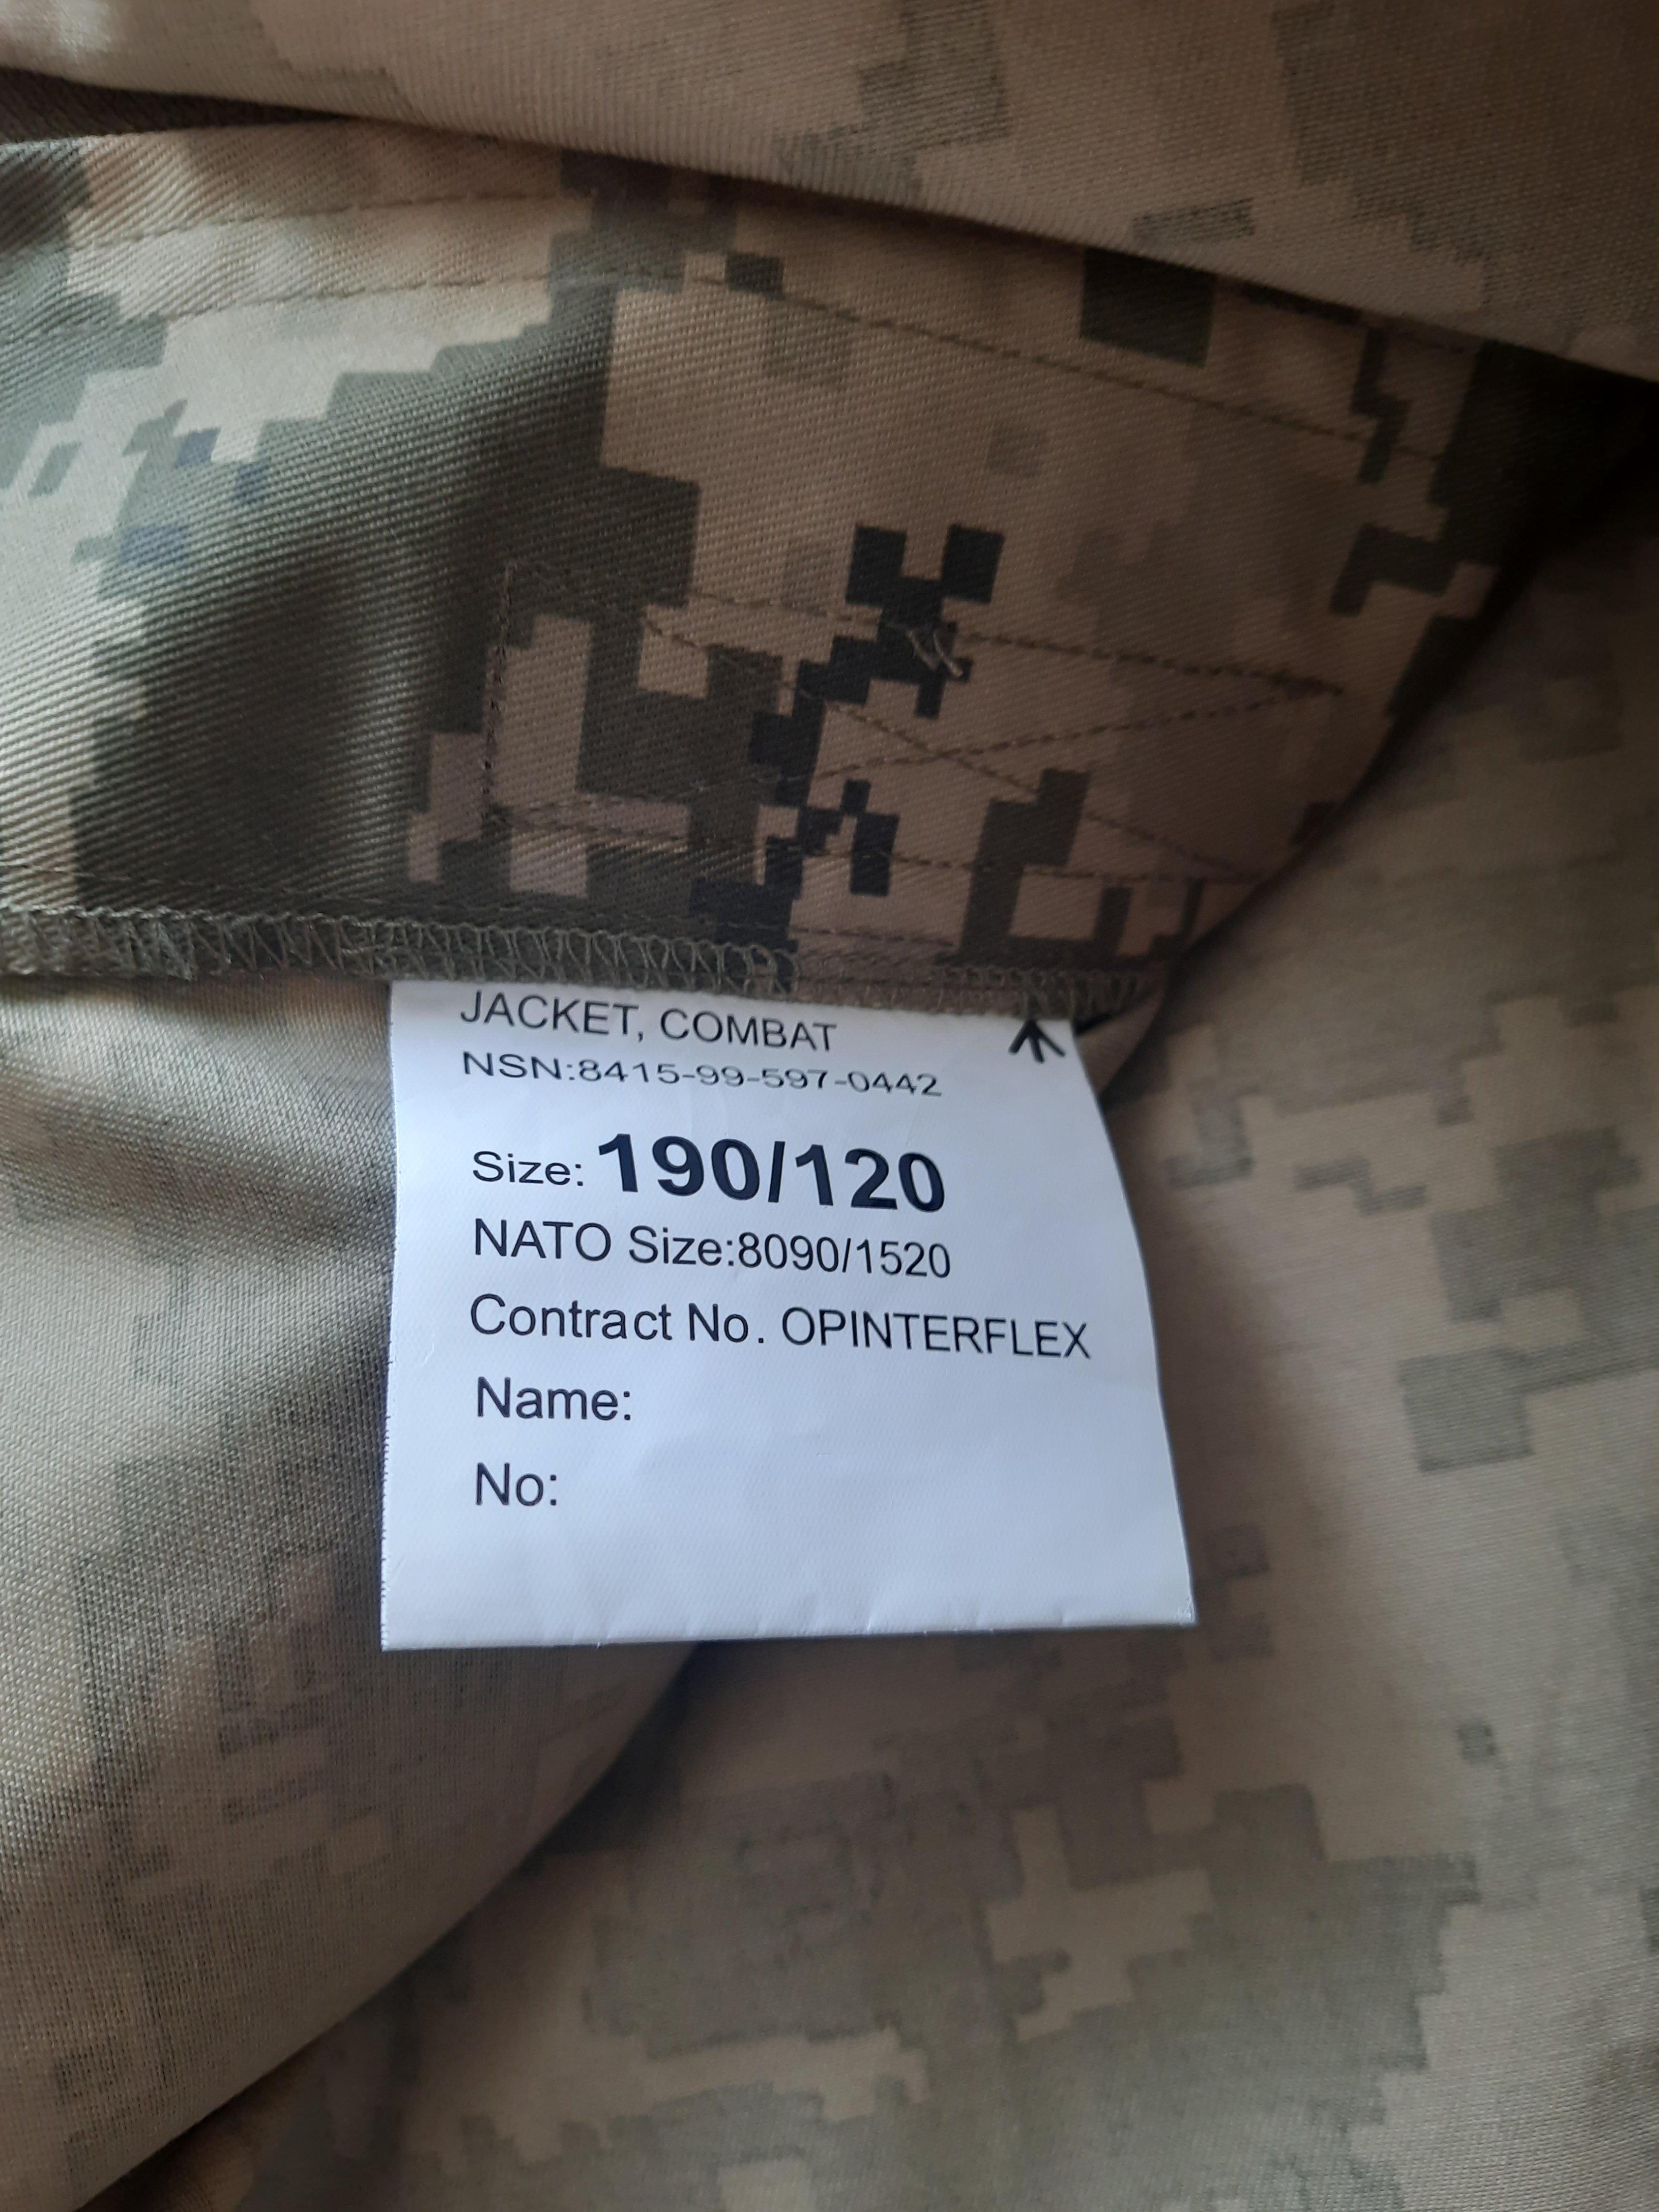 JACKET, COMBAT
NSN:8415-99-597-0442
Size: 190/120
NATO Size:8090/1520
Contract No. OPINTERFLEX
Name:
No: